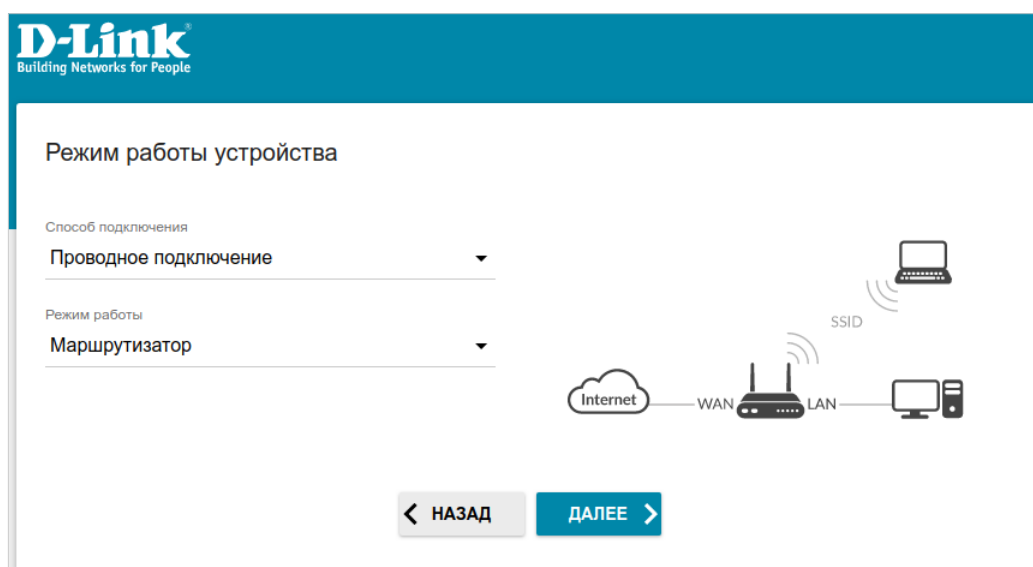 D-Link®
Building Networks for People
Режим работы устройства
Способ подключения
Проводное подключение
Режим работы
Маршрутизатор
SSID
Internet WAN LAN
НАЗАД ДАЛЕЕ